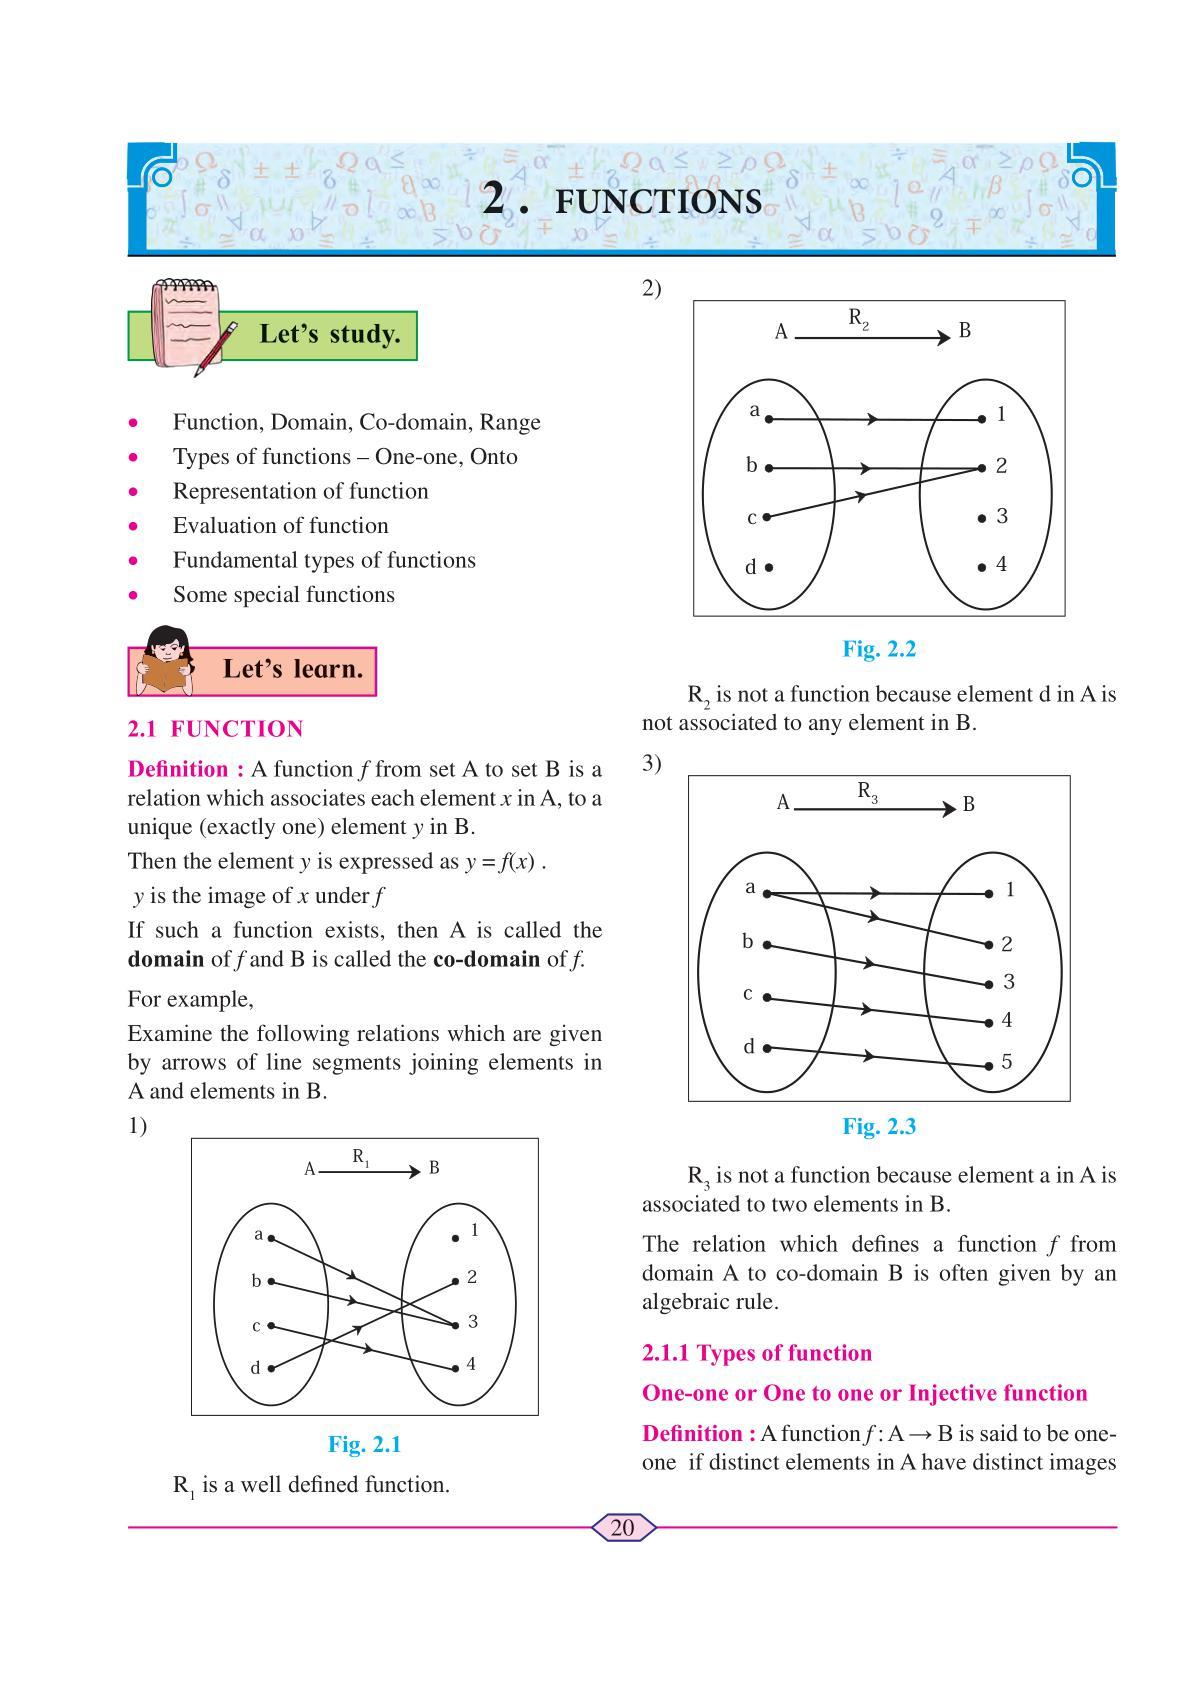 2 . FUNCTIONS
Let's study.
• Function, Domain, Co-domain, Range
• Types of functions – One-one, Onto
• Representation of function
• Evaluation of function
• Fundamental types of functions
• Some special functions
Let's learn.
2.1 FUNCTION
Definition : A function f from set A to set B is a
relation which associates each element x in A, to a
unique (exactly one) element y in B.
Then the element y is expressed as y = f(x) .
y is the image of x under f
If such a function exists, then A is called the
domain of f and B is called the co-domain of f.
For example,
Examine the following relations which are given
by arrows of line segments joining elements in
A and elements in B.
1)
A R₁ B
a 1
b 2
c 3
d 4
Fig. 2.1
R₁ is a well defined function.
2)
A R₂ B
a 1
b 2
c 3
d 4
Fig. 2.2
R₂ is not a function because element d in A is
not associated to any element in B.
3)
A R₃ B
a 1
b 2
3
c 4
d 5
Fig. 2.3
R₃ is not a function because element a in A is
associated to two elements in B.
The relation which defines a function f from
domain A to co-domain B is often given by an
algebraic rule.
2.1.1 Types of function
One-one or One to one or Injective function
Definition : A function f : A → B is said to be one-
one if distinct elements in A have distinct images
20